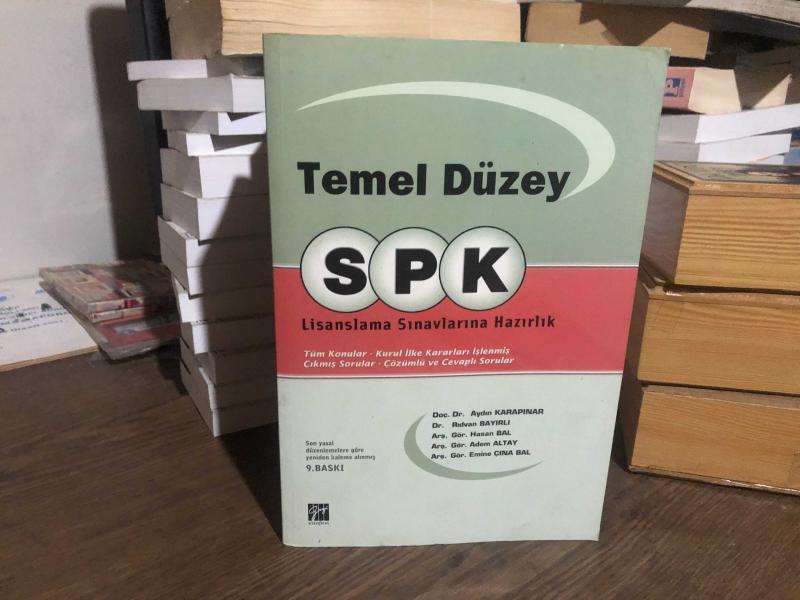 Temel Düzey
SPK
Lisanslama Sınavlarına Hazırlık
Tüm Konular - Kurul İlke Kararları İşlenmiş
Çıkmış Sorular - Çözümlü ve Cevaplı Sorular
Doç. Dr. Aydın KARAPINAR
Dr. Rıdvan BAYIRLI
Arş. Gör. Hasan BAL
Arş. Gör. Adem ALTAY
Arş. Gör. Emine ÇINA BAL
Son yasal
düzenlemelere göre
yeniden kaleme alınmış
9.BASKI